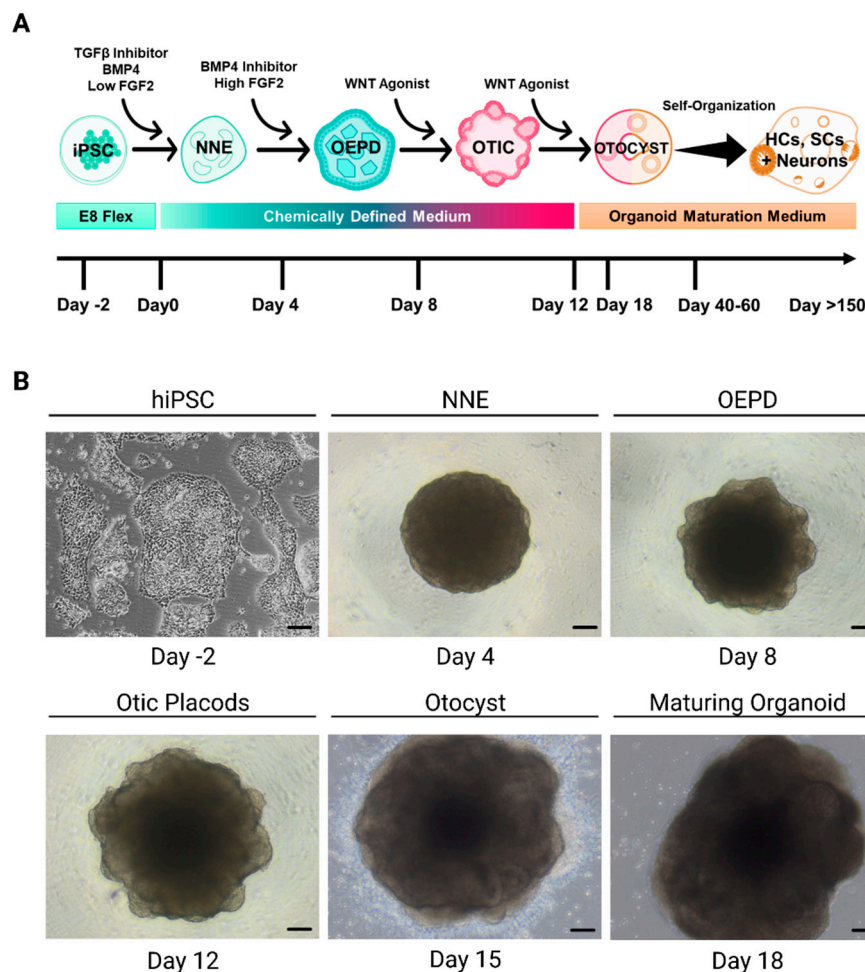 A
TGFβ Inhibitor
BMP4
Low FGF2
BMP4 Inhibitor
High FGF2
WNT Agonist
WNT Agonist
Self-Organization
iPSC
NNE
OEPD
OTIC
OTOCYST
HCs, SCs
+ Neurons
E8 Flex
Chemically Defined Medium
Organoid Maturation Medium
Day -2
Day0
Day 4
Day 8
Day 12
Day 18
Day 40-60
Day >150
B
hiPSC
NNE
OEPD
Day -2
Day 4
Day 8
Otic Placods
Otocyst
Maturing Organoid
Day 12
Day 15
Day 18